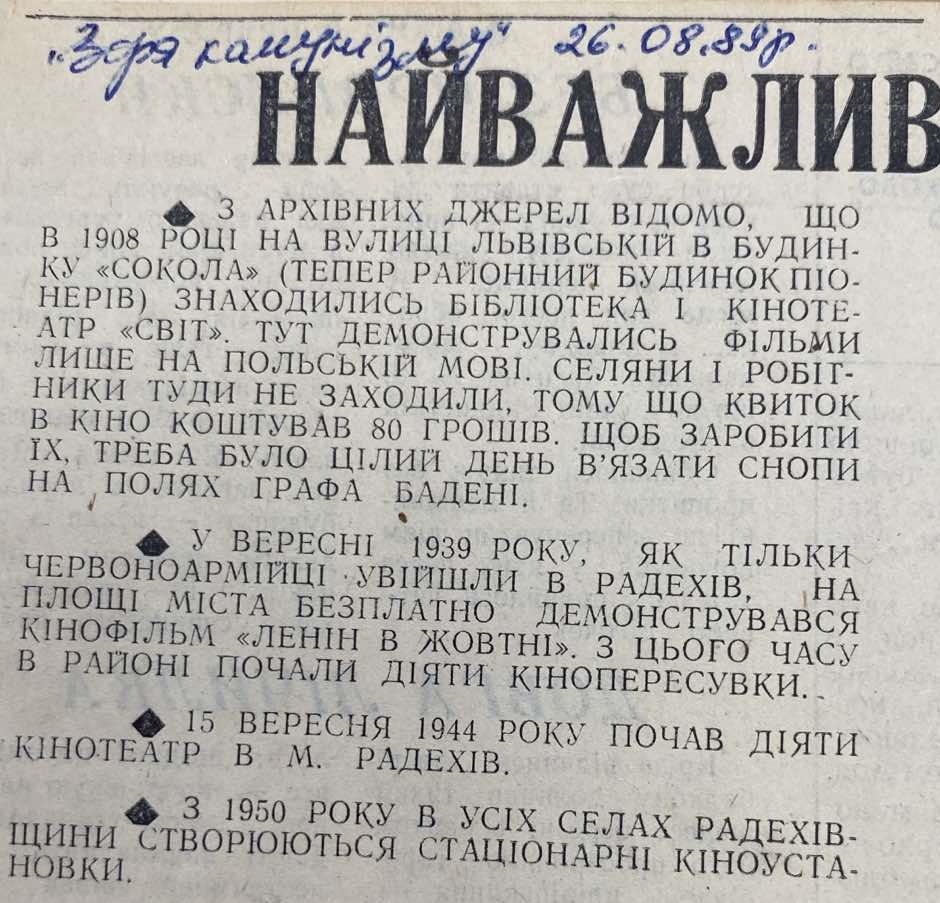 „Зоря комунізму" 26.08.89р.
НАЙВАЖЛИВ
◆ З АРХІВНИХ ДЖЕРЕЛ ВІДОМО, ЩО
В 1908 РОЦІ НА ВУЛИЦІ ЛЬВІВСЬКІЙ В БУДИН-
КУ «СОКОЛА» (ТЕПЕР РАЙОННИЙ БУДИНОК ПІО-
НЕРІВ) ЗНАХОДИЛИСЬ БІБЛІОТЕКА І КІНОТЕ-
АТР «СВІТ». ТУТ ДЕМОНСТРУВАЛИСЬ ФІЛЬМИ
ЛИШЕ НА ПОЛЬСЬКІЙ МОВІ. СЕЛЯНИ І РОБІТ-
НИКИ ТУДИ НЕ ЗАХОДИЛИ, ТОМУ ЩО КВИТОК
В КІНО КОШТУВАВ 80 ГРОШІВ. ЩОБ ЗАРОБИТИ
ЇХ, ТРЕБА БУЛО ЦІЛИЙ ДЕНЬ В'ЯЗАТИ СНОПИ
НА ПОЛЯХ ГРАФА БАДЕНІ.
◆ У ВЕРЕСНІ 1939 РОКУ, ЯК ТІЛЬКИ
ЧЕРВОНОАРМІЙЦІ УВІЙШЛИ В РАДЕХІВ, НА
ПЛОЩІ МІСТА БЕЗПЛАТНО ДЕМОНСТРУВАВСЯ
КІНОФІЛЬМ «ЛЕНІН В ЖОВТНІ». З ЦЬОГО ЧАСУ
В РАЙОНІ ПОЧАЛИ ДІЯТИ КІНОПЕРЕСУВКИ.
◆ 15 ВЕРЕСНЯ 1944 РОКУ ПОЧАВ ДІЯТИ
КІНОТЕАТР В М. РАДЕХІВ.
◆ З 1950 РОКУ В УСІХ СЕЛАХ РАДЕХІВ-
ЩИНИ СТВОРЮЮТЬСЯ СТАЦІОНАРНІ КІНОУСТА-
НОВКИ.